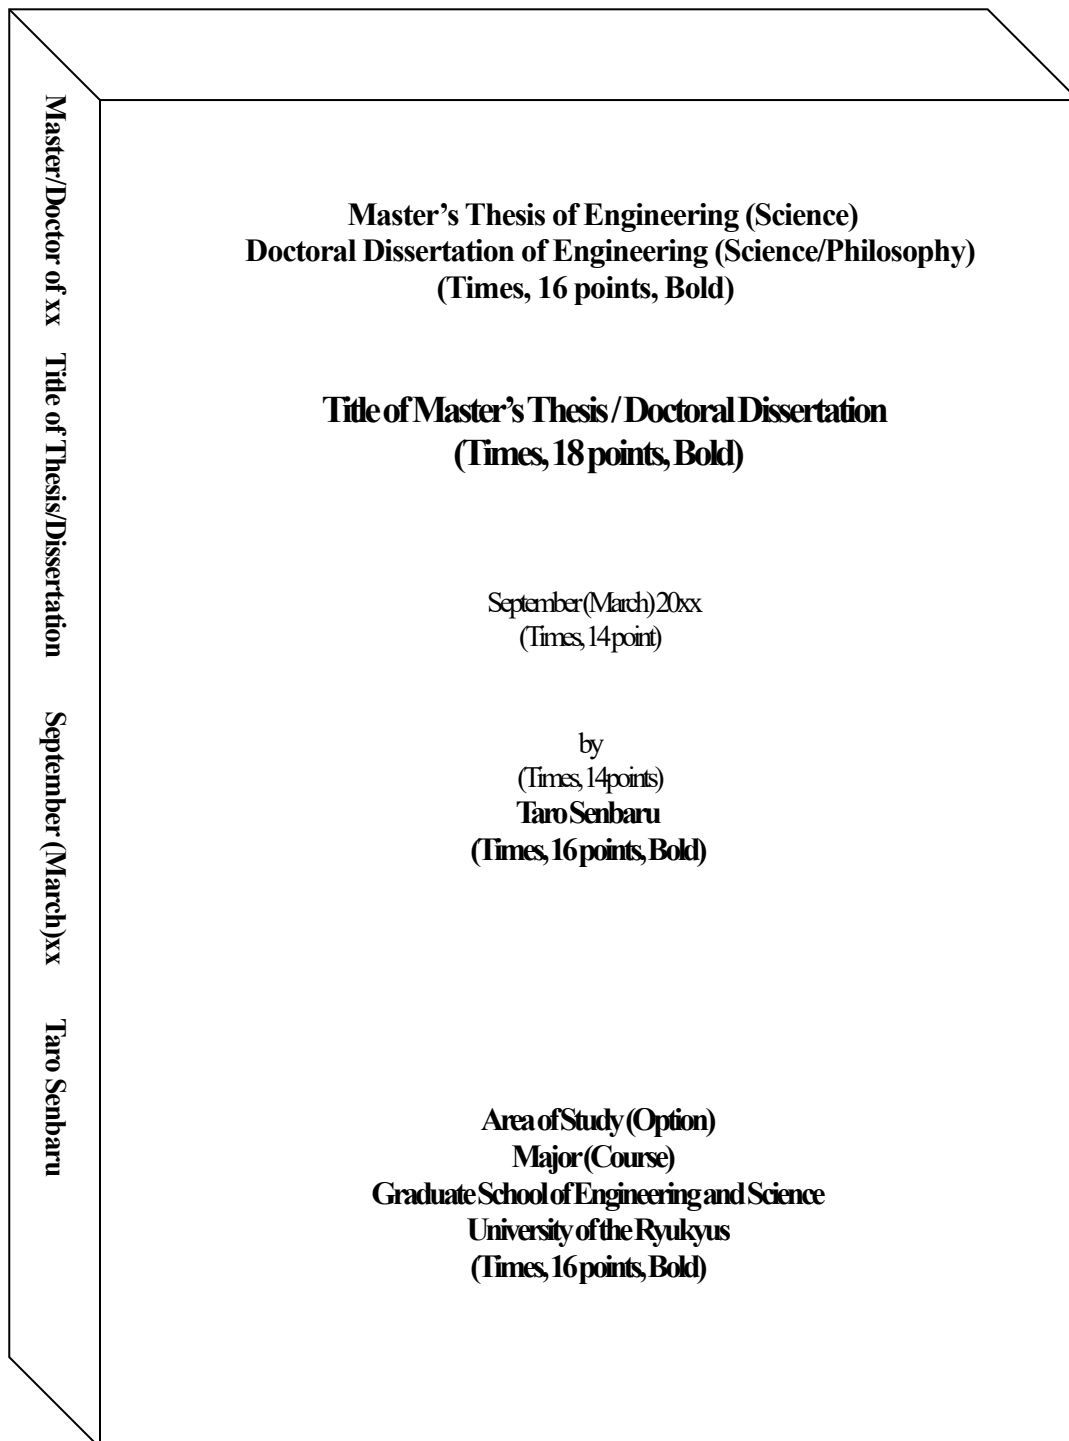 Master/Doctor of xx Title of Thesis/Dissertation September (March)xx Taro Senbaru
Master’s Thesis of Engineering (Science)
Doctoral Dissertation of Engineering (Science/Philosophy)
(Times, 16 points, Bold)
Title of Master’s Thesis / Doctoral Dissertation
(Times, 18 points, Bold)
September (March) 20xx
(Times, 14 point)
by
(Times, 14points)
Taro Senbaru
(Times, 16 points, Bold)
Area of Study (Option)
Major (Course)
Graduate School of Engineering and Science
University of the Ryukyus
(Times, 16 points, Bold)